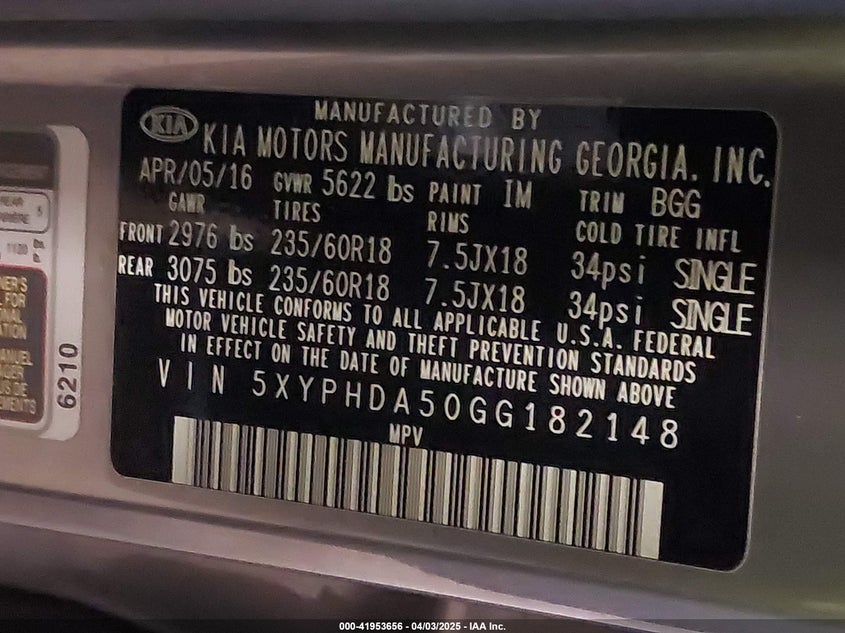 MANUFACTURED BY
KIA KIA MOTORS MANUFACTURING GEORGIA. INC.
APR/05/16 GVWR 5622 lbs PAINT IM TRIM BGG
GAWR TIRES RIMS COLD TIRE INFL
FRONT 2976 lbs 235/60R18 7.5JX18 34psi SINGLE
REAR 3075 lbs 235/60R18 7.5JX18 34psi SINGLE
THIS VEHICLE CONFORMS TO ALL APPLICABLE U.S.A. FEDERAL
MOTOR VEHICLE SAFETY AND THEFT PREVENTION STANDARDS
IN EFFECT ON THE DATE OF MANUFACTURE SHOWN ABOVE
VIN 5XYPHDA50GG182148
MPV
REAR
6210
000-41953656 - 04/03/2025 - IAA Inc.